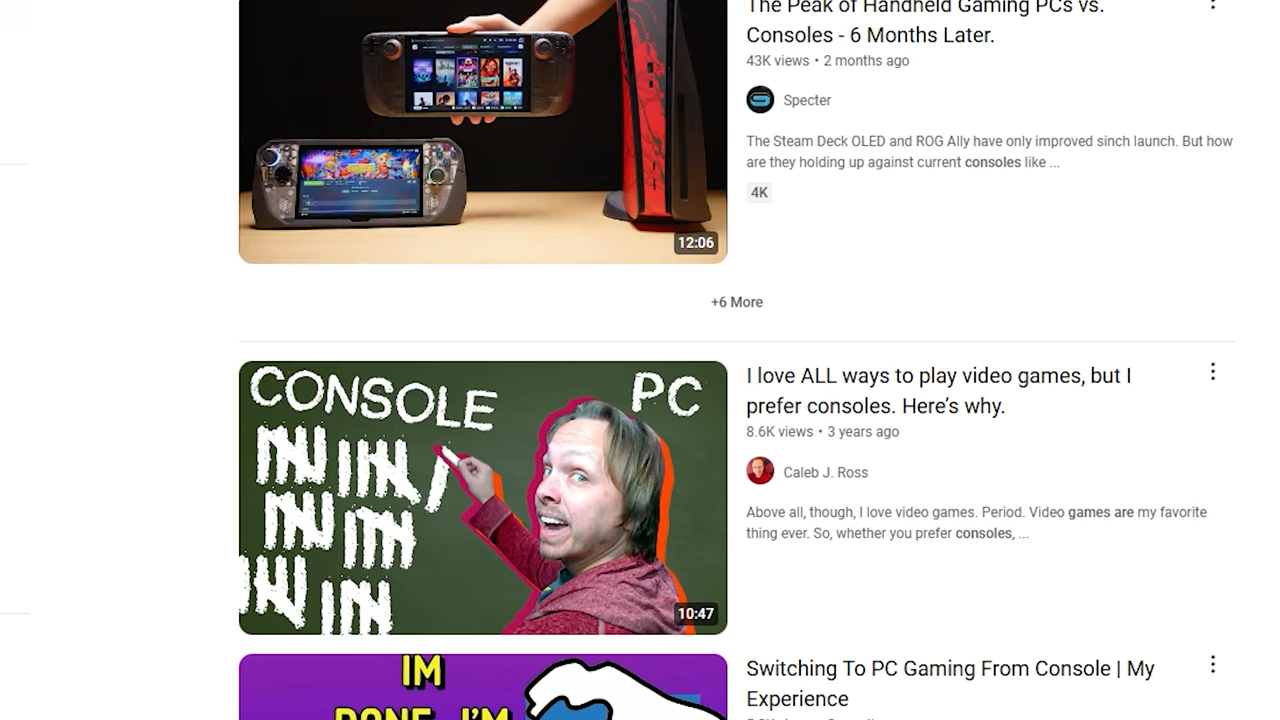 The Peak of Handheld Gaming PCs vs.
Consoles - 6 Months Later.
43K views • 2 months ago
Specter
The Steam Deck OLED and ROG Ally have only improved sinch launch. But how
are they holding up against current consoles like ...
4K
12:06
+6 More
CONSOLE
PC
10:47
I love ALL ways to play video games, but I
prefer consoles. Here’s why.
8.6K views • 3 years ago
Caleb J. Ross
Above all, though, I love video games. Period. Video games are my favorite
thing ever. So, whether you prefer consoles, ...
IM
DONE, I'M
Switching To PC Gaming From Console | My
Experience